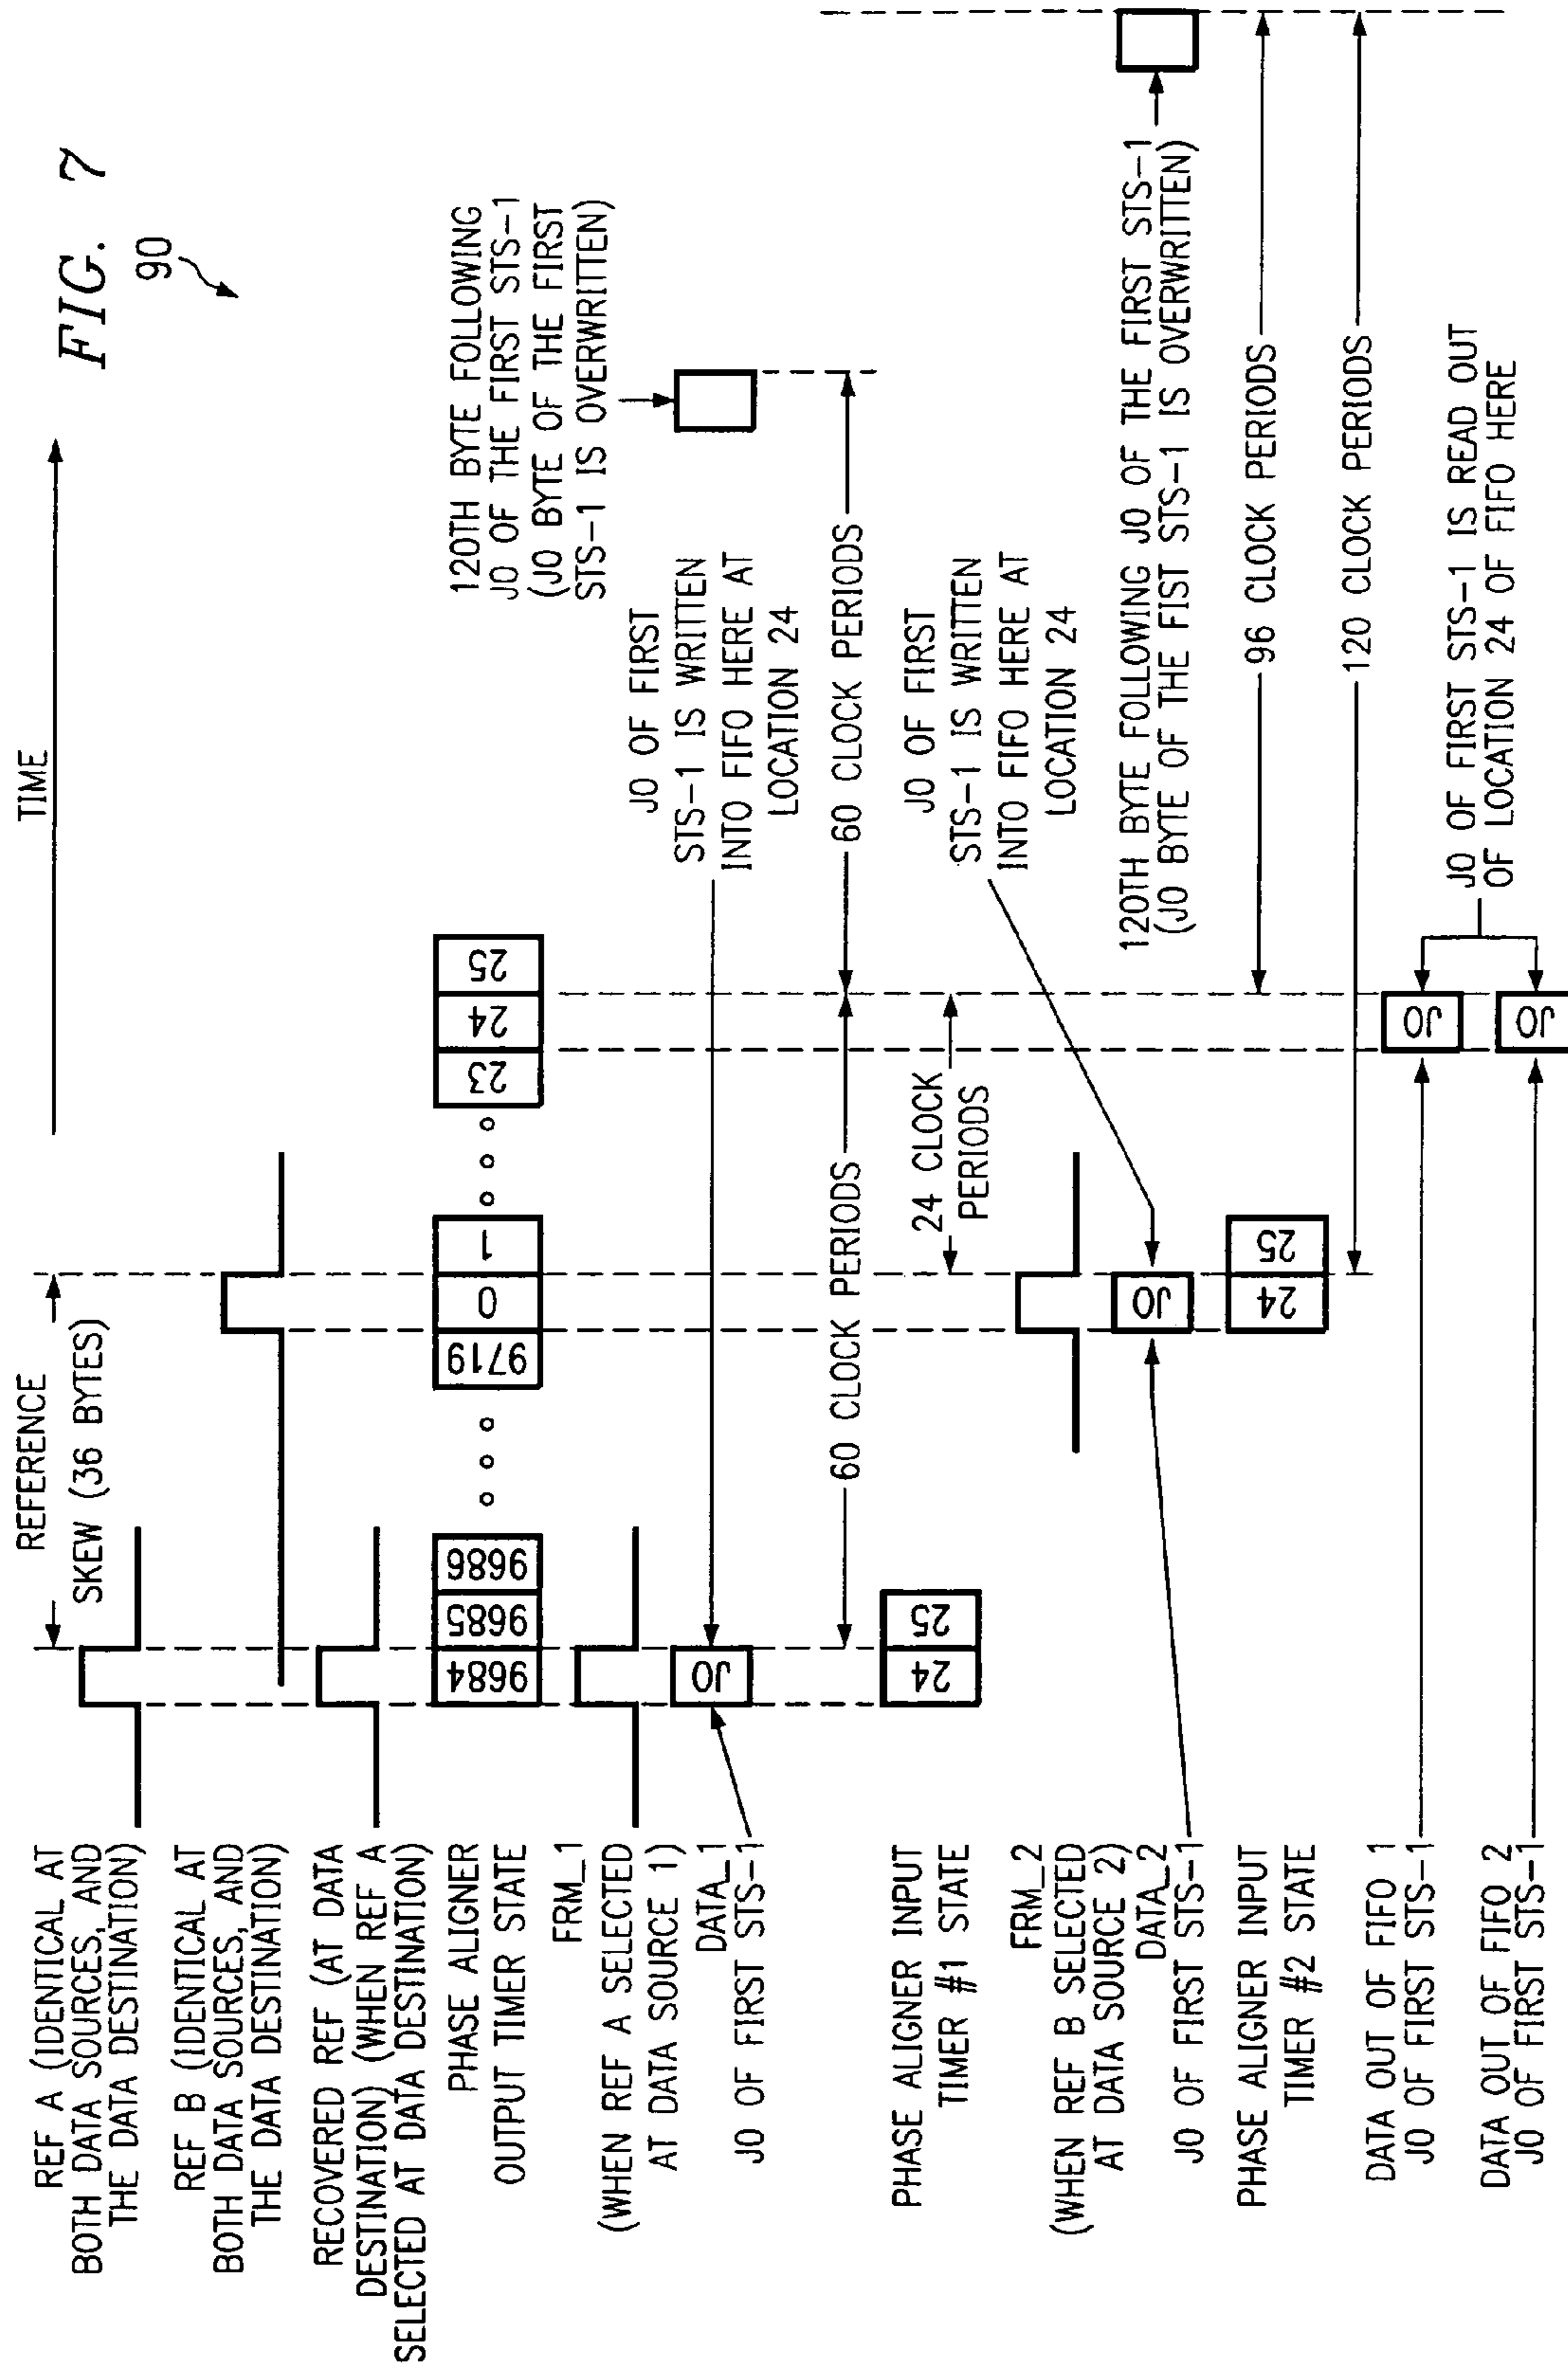 FIG. 7
90
TIME
REFERENCE
SKEW (36 BYTES)
REF A (IDENTICAL AT
BOTH DATA SOURCES, AND
THE DATA DESTINATION)
REF B (IDENTICAL AT
BOTH DATA SOURCES, AND
THE DATA DESTINATION)
RECOVERED REF (AT DATA
DESTINATION) (WHEN REF A
SELECTED AT DATA DESTINATION)
PHASE ALIGNER
OUTPUT TIMER STATE
9684 9685 9686 9719 0 1 23 24 25
120TH BYTE FOLLOWING
J0 OF THE FIRST STS-1
(J0 BYTE OF THE FIRST
STS-1 IS OVERWRITTEN)
FRM_1
(WHEN REF A SELECTED
AT DATA SOURCE 1)
DATA_1
J0 OF FIRST STS-1
J0
J0 OF FIRST
STS-1 IS WRITTEN
INTO FIFO HERE AT
LOCATION 24
60 CLOCK PERIODS
60 CLOCK PERIODS
PHASE ALIGNER INPUT
TIMER #1 STATE
24 25
24 CLOCK
PERIODS
J0 OF FIRST
STS-1 IS WRITTEN
INTO FIFO HERE AT
LOCATION 24
FRM_2
(WHEN REF B SELECTED
AT DATA SOURCE 2)
DATA_2
J0 OF FIRST STS-1
J0
120TH BYTE FOLLOWING J0 OF THE FIRST STS-1
(J0 BYTE OF THE FIST STS-1 IS OVERWRITTEN)
PHASE ALIGNER INPUT
TIMER #2 STATE
24 25
96 CLOCK PERIODS
120 CLOCK PERIODS
DATA OUT OF FIFO 1
J0 OF FIRST STS-1
J0
J0 OF FIRST STS-1 IS READ OUT
OF LOCATION 24 OF FIFO HERE
DATA OUT OF FIFO 2
J0 OF FIRST STS-1
J0